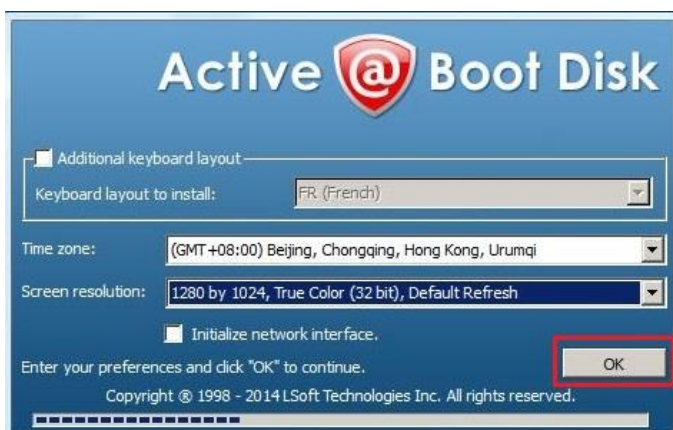 Active @ Boot Disk
Additional keyboard layout
Keyboard layout to install: FR (French)
Time zone: (GMT+08:00) Beijing, Chongqing, Hong Kong, Urumqi
Screen resolution: 1280 by 1024, True Color (32 bit), Default Refresh
Initialize network interface.
Enter your preferences and click "OK" to continue. OK
Copyright ® 1998 - 2014 LSoft Technologies Inc. All rights reserved.